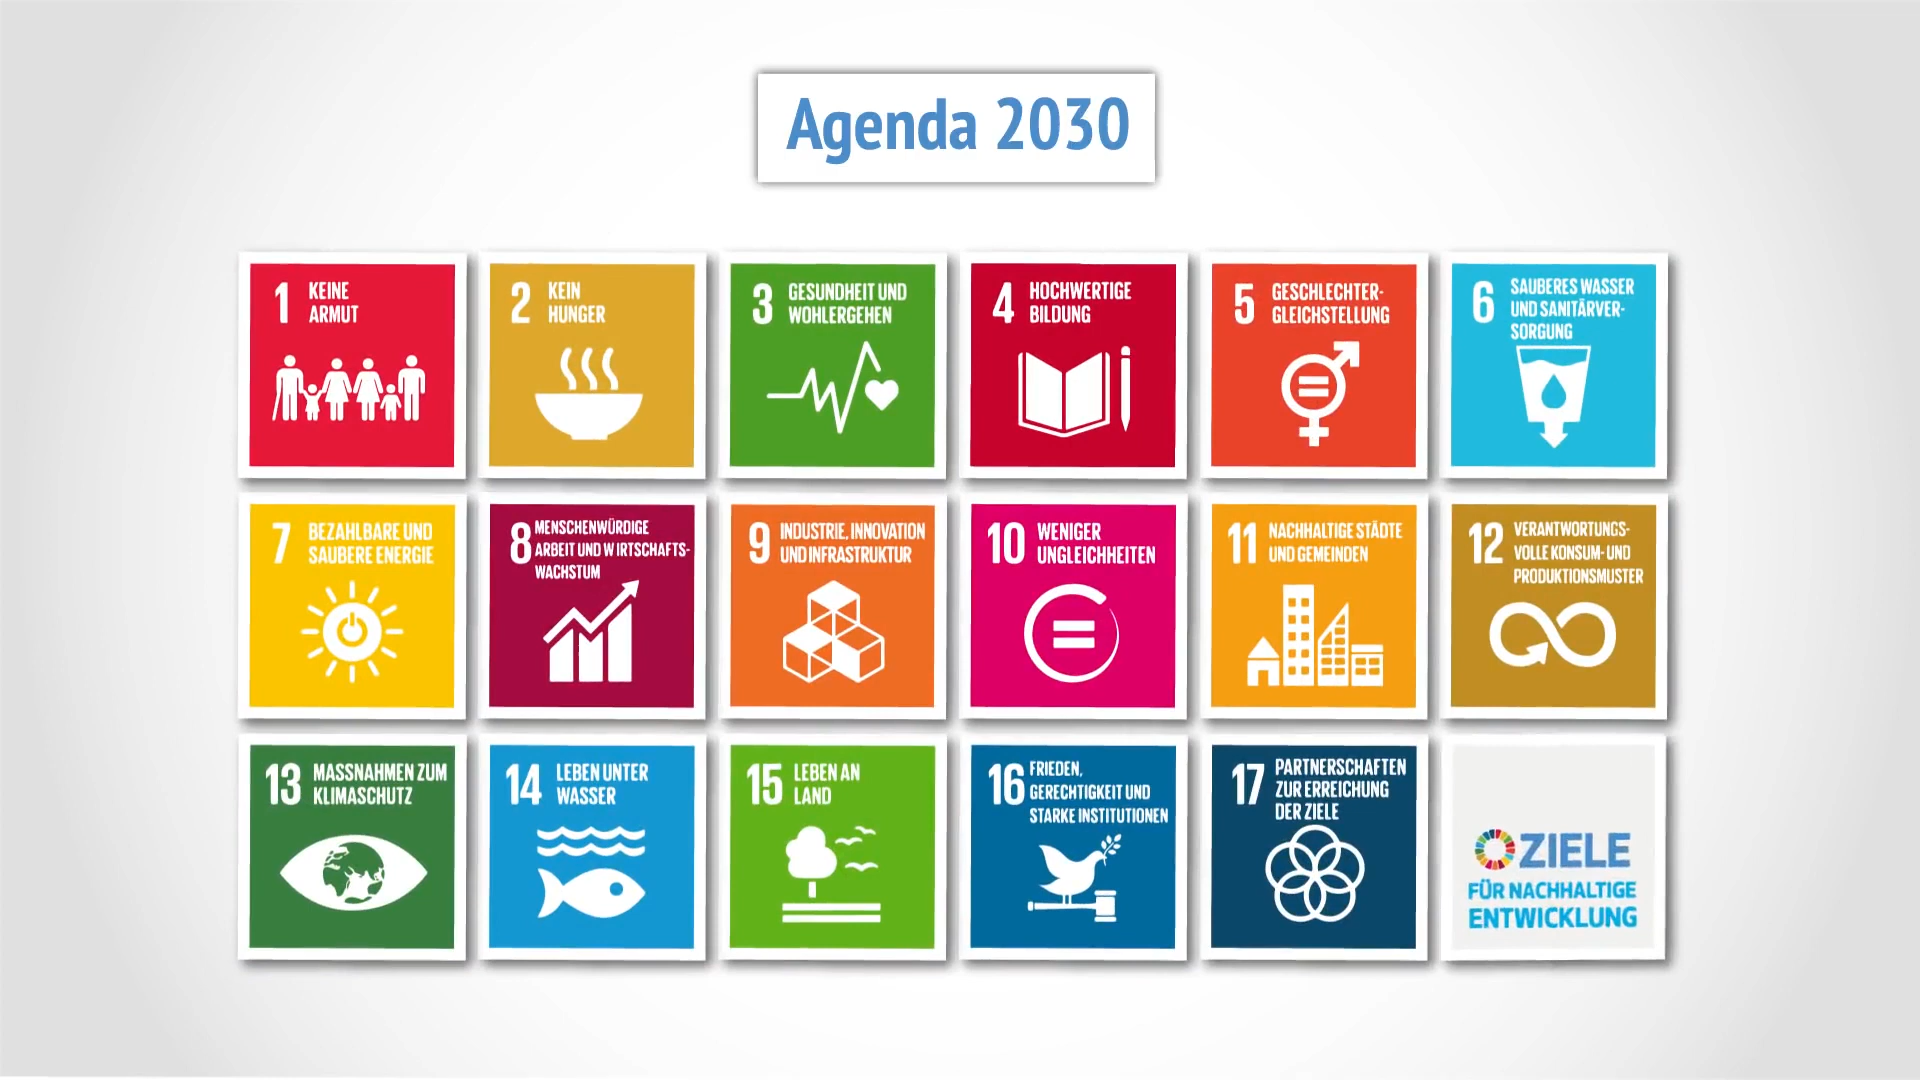 Agenda 2030
1 KEINE
ARMUT
2 KEIN
HUNGER
3 GESUNDHEIT UND
WOHLERGEHEN
4 HOCHWERTIGE
BILDUNG
5 GESCHLECHTER-
GLEICHSTELLUNG
6 SAUBERES WASSER
UND SANITÄRVER-
SORGUNG
7 BEZAHLBARE UND
SAUBERE ENERGIE
8 MENSCHENWÜRDIGE
ARBEIT UND WIRTSCHAFTS-
WACHSTUM
9 INDUSTRIE, INNOVATION
UND INFRASTRUKTUR
10 WENIGER
UNGLEICHHEITEN
11 NACHHALTIGE STÄDTE
UND GEMEINDEN
12 VERANTWORTUNGS-
VOLLE KONSUM- UND
PRODUKTIONSMUSTER
13 MASSNAHMEN ZUM
KLIMASCHUTZ
14 LEBEN UNTER
WASSER
15 LEBEN AN
LAND
16 FRIEDEN,
GERECHTIGKEIT UND
STARKE INSTITUTIONEN
17 PARTNERSCHAFTEN
ZUR ERREICHUNG
DER ZIELE
ZIELE
FÜR NACHHALTIGE
ENTWICKLUNG